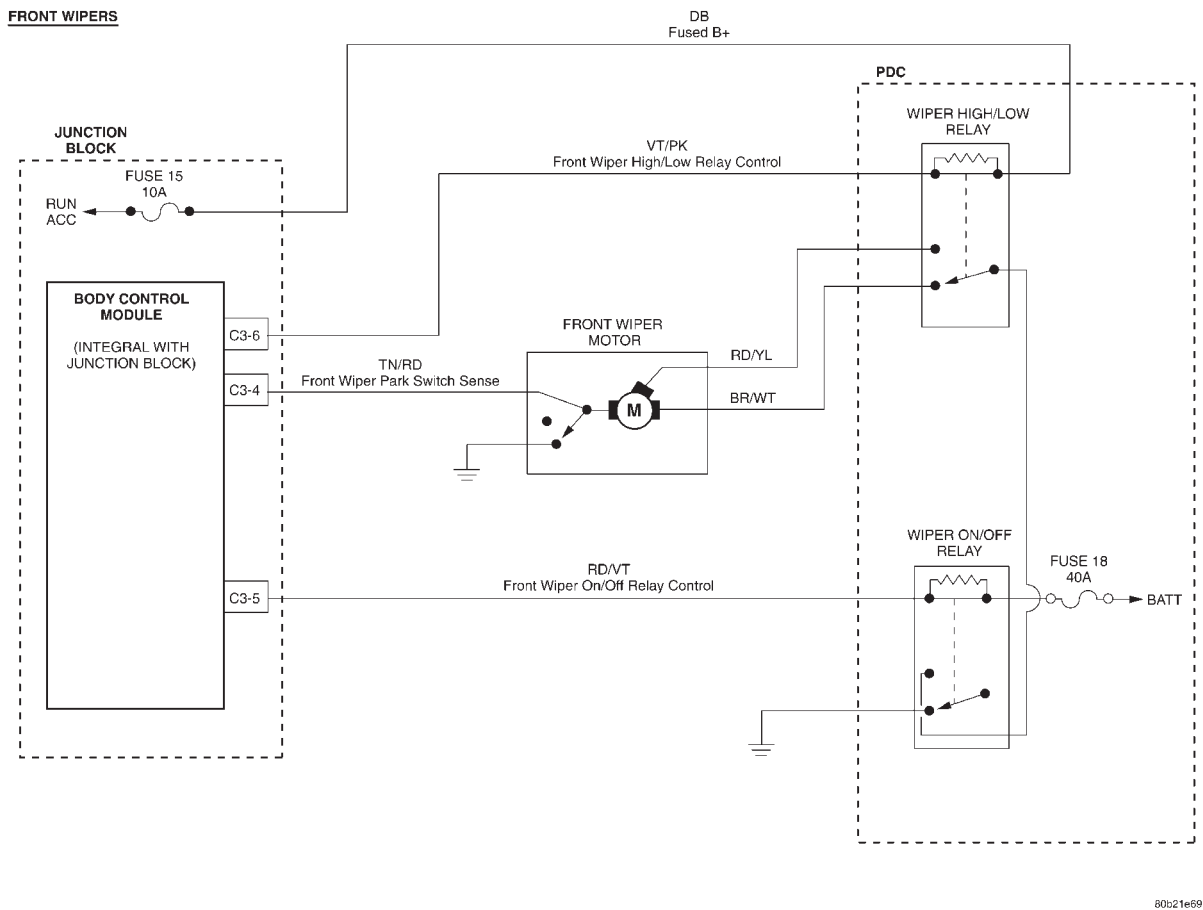 FRONT WIPERS
DB
Fused B+
PDC
WIPER HIGH/LOW
RELAY
JUNCTION
BLOCK
VT/PK
Front Wiper High/Low Relay Control
FUSE 15
10A
RUN
ACC
BODY CONTROL
MODULE
(INTEGRAL WITH
JUNCTION BLOCK)
C3-6
FRONT WIPER
MOTOR
RD/YL
TN/RD
Front Wiper Park Switch Sense
C3-4
BR/WT
M
WIPER ON/OFF
RELAY
FUSE 18
40A
RD/VT
Front Wiper On/Off Relay Control
C3-5
BATT
80b21e69